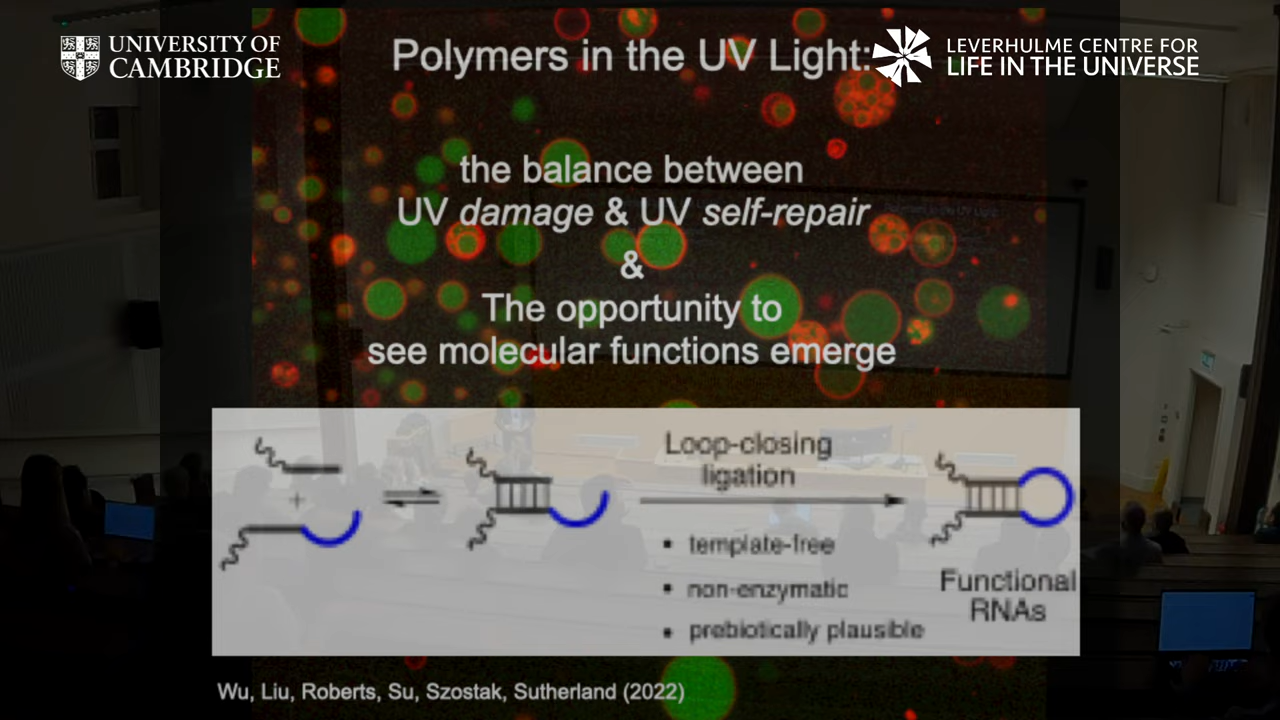 UNIVERSITY OF
CAMBRIDGE
Polymers in the UV Light:
LEVERHULME CENTRE FOR
LIFE IN THE UNIVERSE
the balance between
UV damage & UV self-repair
&
The opportunity to
see molecular functions emerge
Loop-closing
ligation
+
▪ template-free
▪ non-enzymatic
▪ prebiotically plausible
Functional
RNAs
Wu, Liu, Roberts, Su, Szostak, Sutherland (2022)